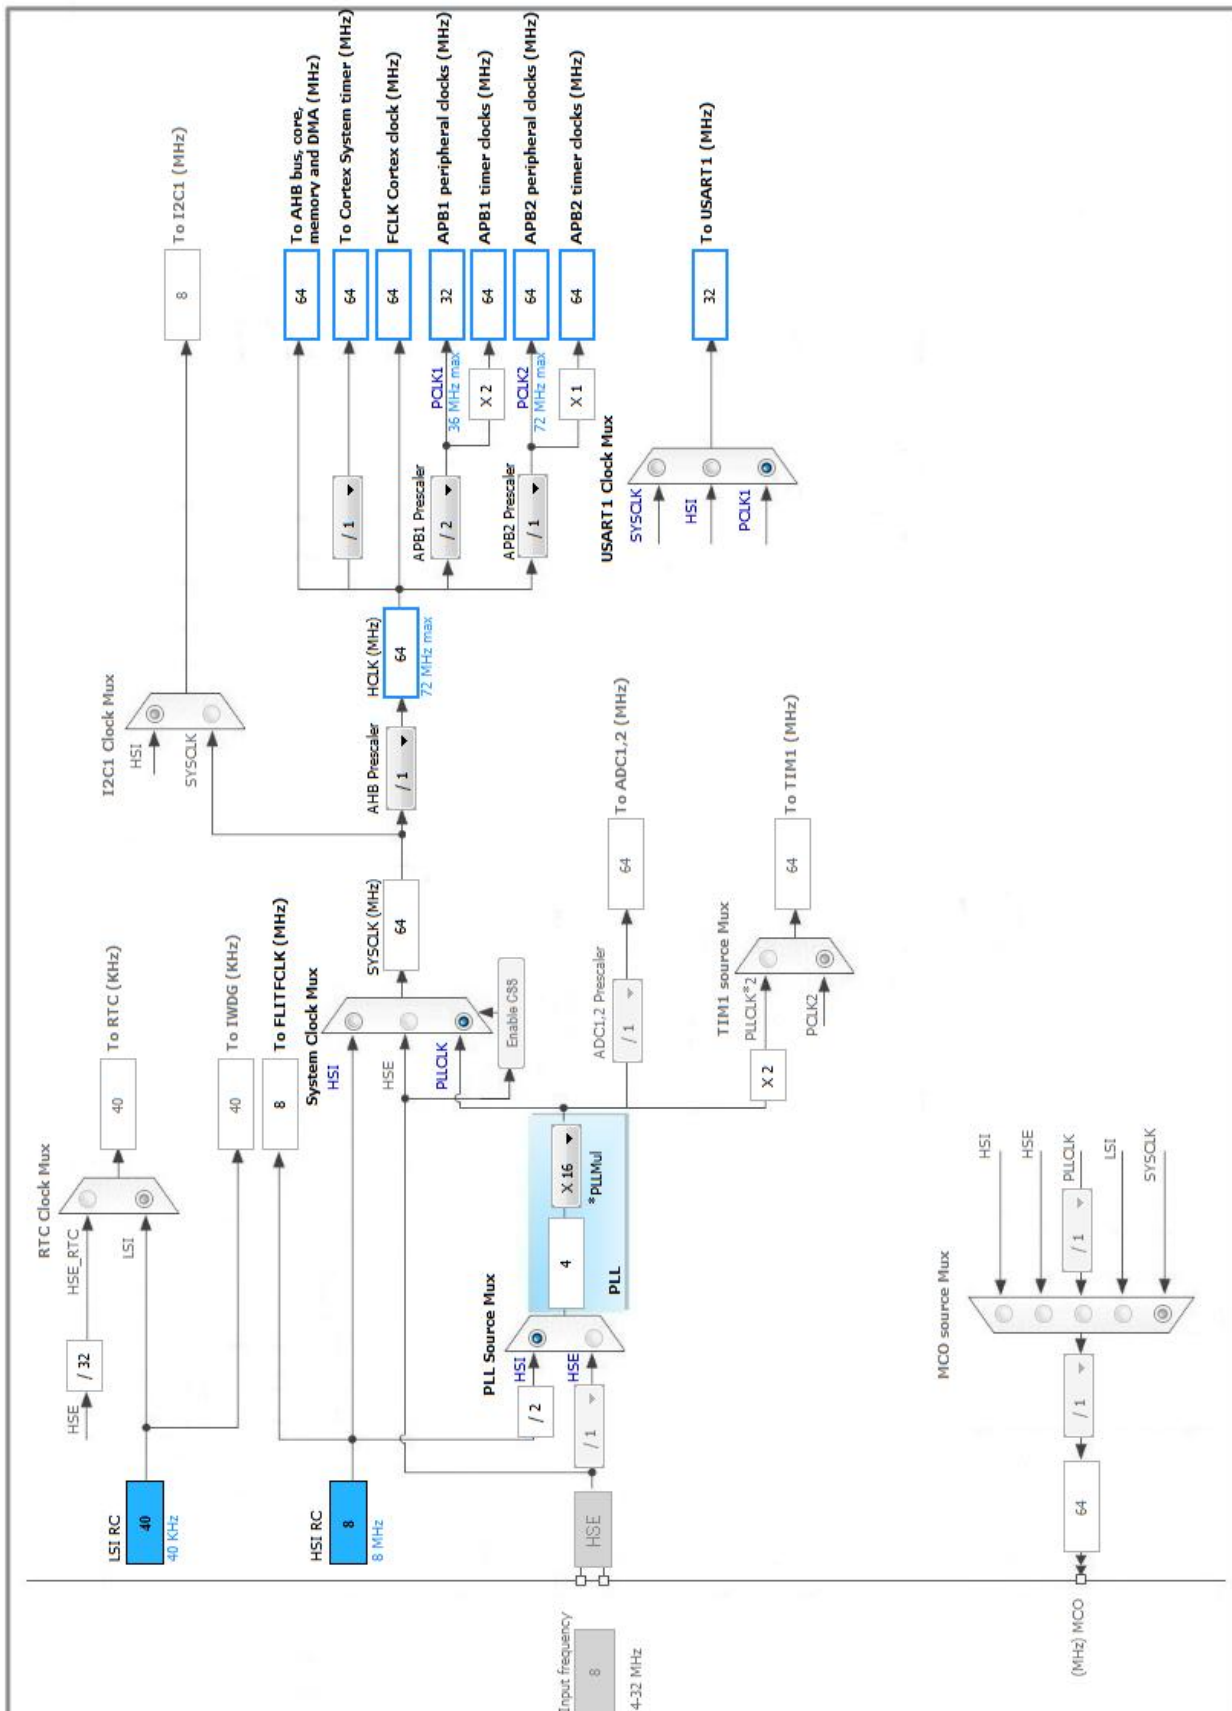 RTC Clock Mux
HSE
/ 32
HSE_RTC
40
To RTC (KHz)
LSI RC
40
40 KHz
LSI
40
To IWDG (KHz)
I2C1 Clock Mux
HSI
SYSCLK
8
To I2C1 (MHz)
8
To FLITFCLK (MHz)
HSI RC
8
8 MHz
System Clock Mux
HSI
HSE
PLLCLK
Enable CSS
SYSCLK (MHz)
64
AHB Prescaler
/ 1
HCLK (MHz)
64
72 MHz max
64
To AHB bus, core,
memory and DMA (MHz)
/ 1
64
To Cortex System timer (MHz)
64
FCLK Cortex clock (MHz)
APB1 Prescaler
/ 2
PCLK1
36 MHz max
32
APB1 peripheral clocks (MHz)
X 2
64
APB1 timer clocks (MHz)
APB2 Prescaler
/ 1
PCLK2
72 MHz max
64
APB2 peripheral clocks (MHz)
X 1
64
APB2 timer clocks (MHz)
PLL Source Mux
/ 2
HSI
HSE
/ 1
4
X 16
*PLLMul
PLL
Input frequency
8
4-32 MHz
HSE
ADC1,2 Prescaler
/ 1
64
To ADC1,2 (MHz)
USART1 Clock Mux
SYSCLK
HSI
PCLK1
32
To USART1 (MHz)
TIM1 source Mux
X 2
PLLCLK*2
PCLK2
64
To TIM1 (MHz)
MCO source Mux
(MHz) MCO
64
/ 1
HSI
HSE
/ 1
PLLCLK
LSI
SYSCLK